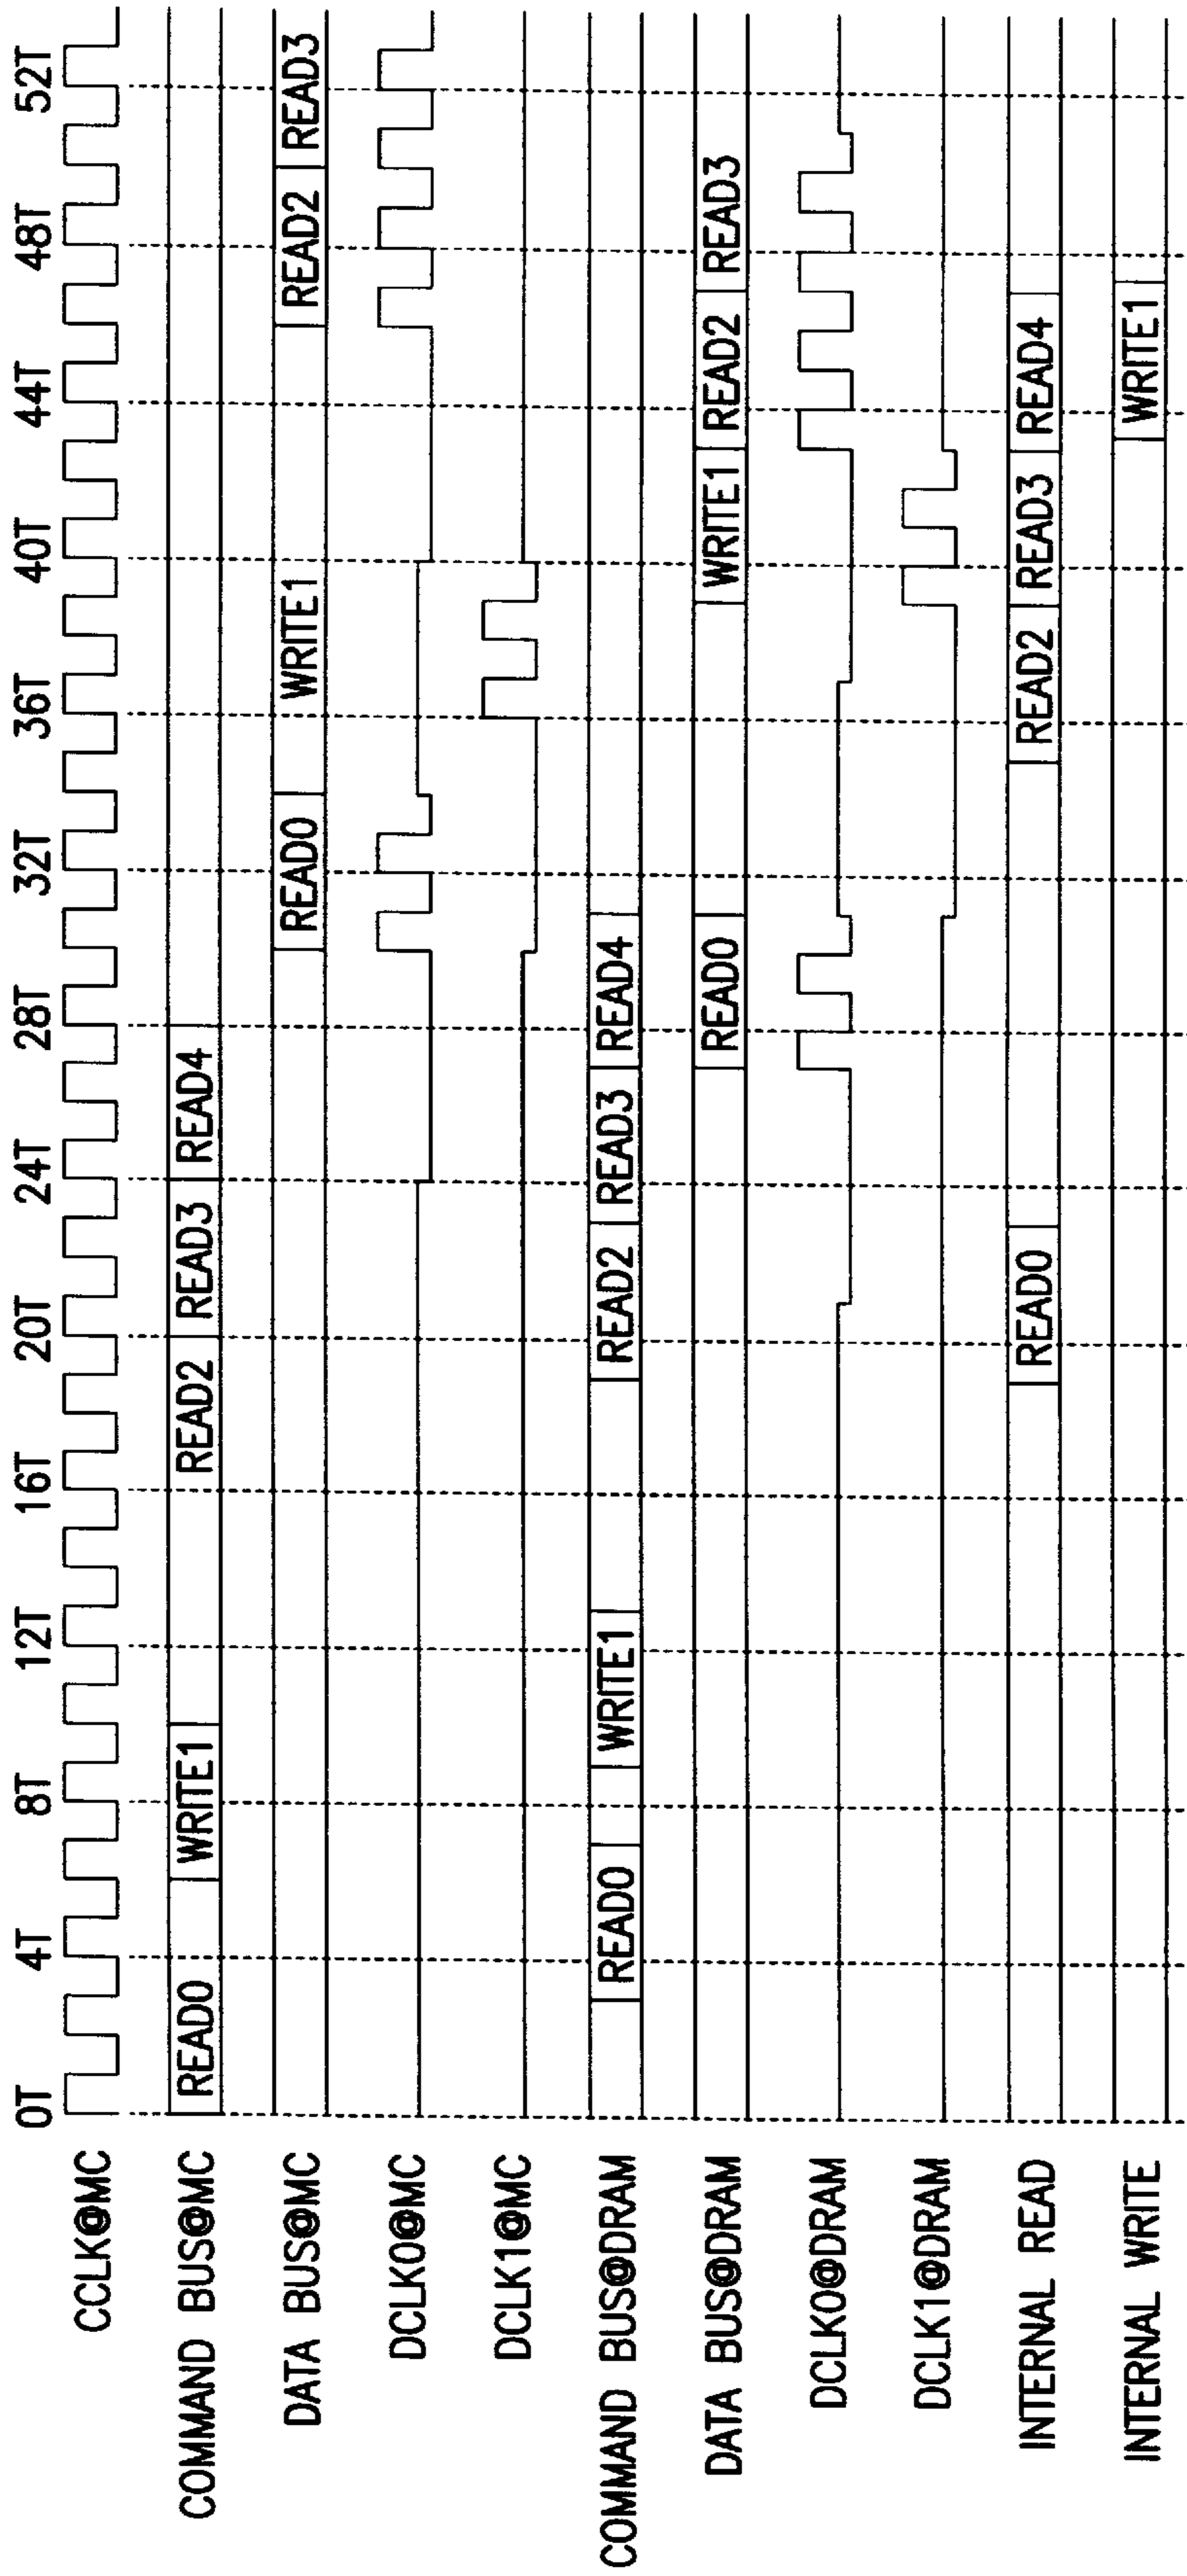 0T 4T 8T 12T 16T 20T 24T 28T 32T 36T 40T 44T 48T 52T
CCLK@MC
COMMAND BUS@MC READ0 WRITE1 READ2 READ3 READ4
DATA BUS@MC READ0 WRITE1 READ2 READ3
DCLK0@MC
DCLK1@MC
COMMAND BUS@DRAM READ0 WRITE1 READ2 READ3 READ4
DATA BUS@DRAM READ0 WRITE1 READ2 READ3
DCLK0@DRAM
DCLK1@DRAM
INTERNAL READ READ0 READ2 READ3 READ4
INTERNAL WRITE WRITE1